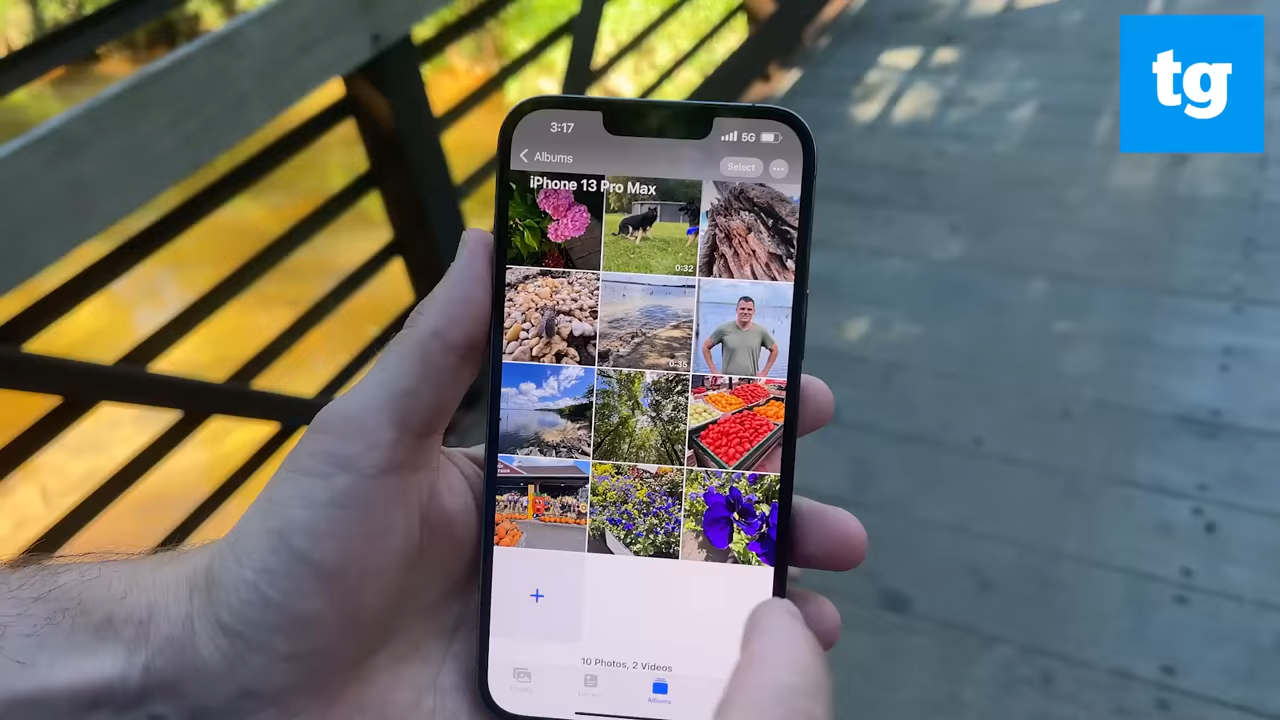 tg
3:17
5G
Albums
Select
iPhone 13 Pro Max
0:32
0:35
10 Photos, 2 Videos
Albums